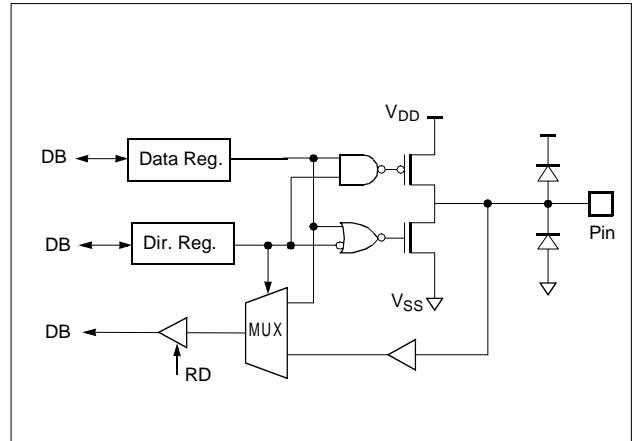 VDD
DB
Data Reg.
DB
Dir. Reg.
Pin
VSS
MUX
DB
RD